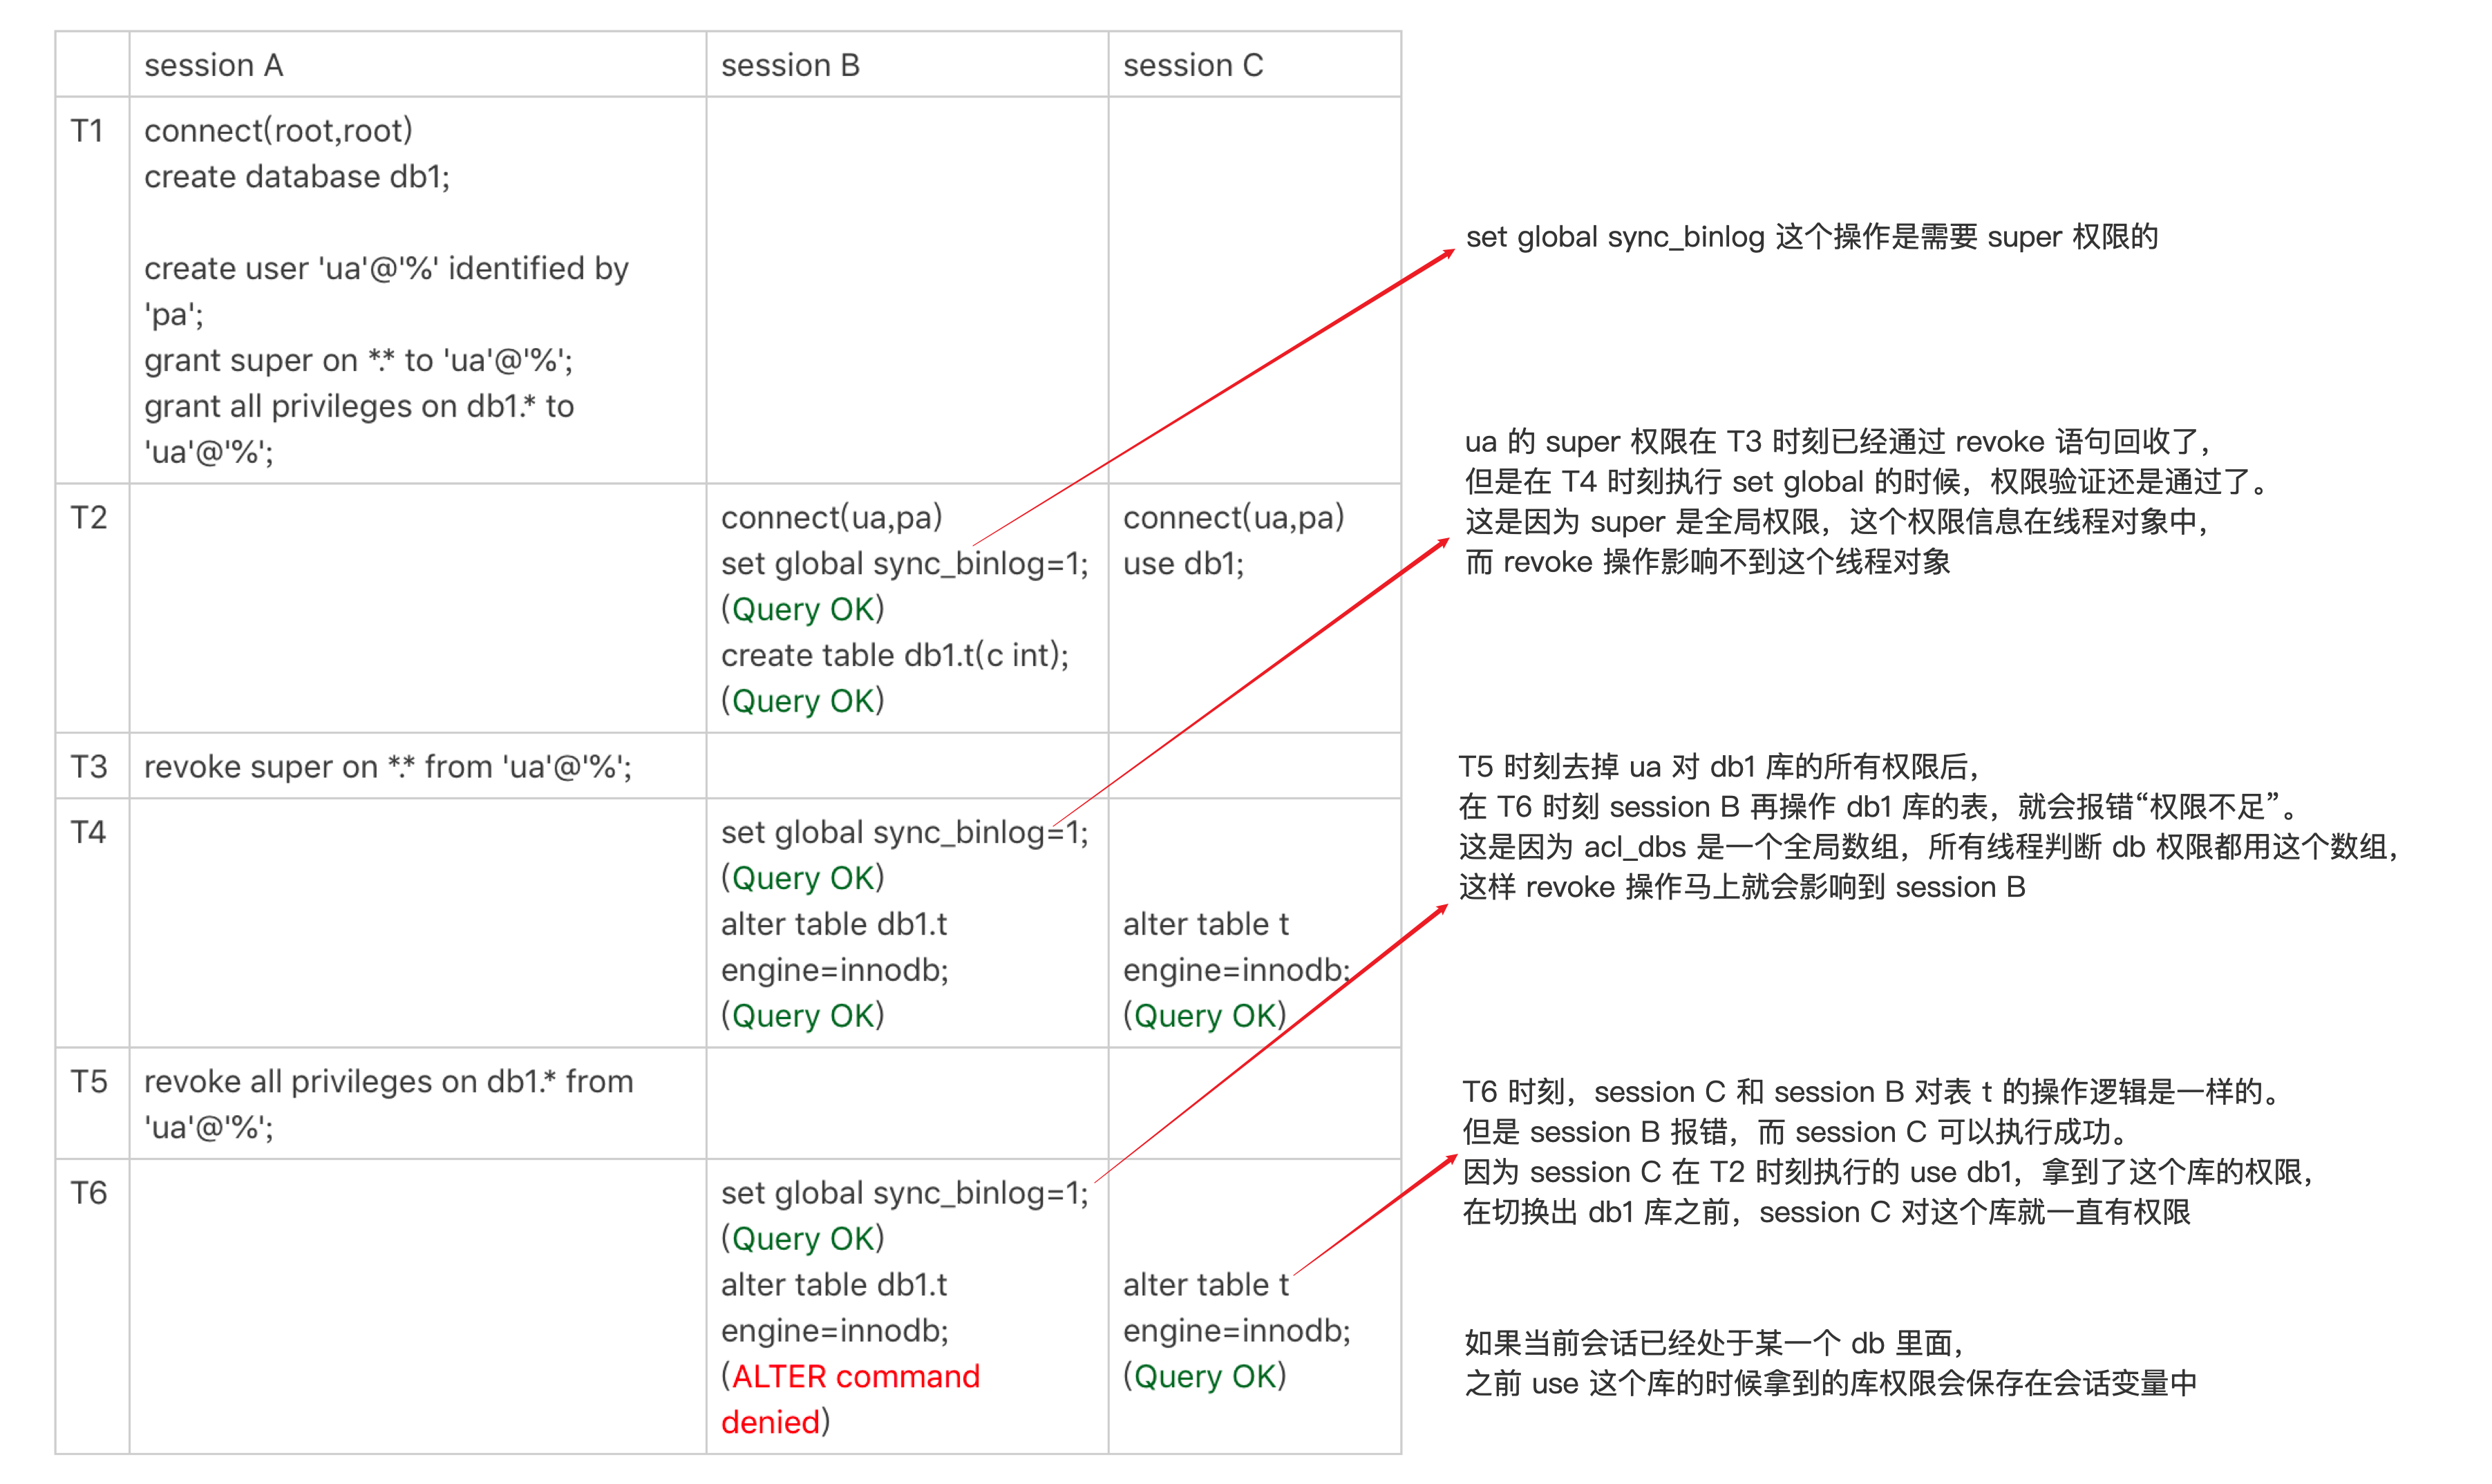 session A
session B
session C
T1
connect(root,root)
create database db1;
create user 'ua'@'%' identified by
'pa';
grant super on *.* to 'ua'@'%';
grant all privileges on db1.* to
'ua'@'%';
T2
connect(ua,pa)
set global sync_binlog=1;
(Query OK)
create table db1.t(c int);
(Query OK)
connect(ua,pa)
use db1;
T3
revoke super on *.* from 'ua'@'%';
T4
set global sync_binlog=1;
(Query OK)
alter table db1.t
engine=innodb;
(Query OK)
alter table t
engine=innodb;
(Query OK)
T5
revoke all privileges on db1.* from
'ua'@'%';
T6
set global sync_binlog=1;
(Query OK)
alter table db1.t
engine=innodb;
(ALTER command
denied)
alter table t
engine=innodb;
(Query OK)
set global sync_binlog 这个操作是需要 super 权限的
ua 的 super 权限在 T3 时刻已经通过 revoke 语句回收了，
但是在 T4 时刻执行 set global 的时候，权限验证还是通过了。
这是因为 super 是全局权限，这个权限信息在线程对象中，
而 revoke 操作影响不到这个线程对象
T5 时刻去掉 ua 对 db1 库的所有权限后，
在 T6 时刻 session B 再操作 db1 库的表，就会报错“权限不足”。
这是因为 acl_dbs 是一个全局数组，所有线程判断 db 权限都用这个数组，
这样 revoke 操作马上就会影响到 session B
T6 时刻，session C 和 session B 对表 t 的操作逻辑是一样的。
但是 session B 报错，而 session C 可以执行成功。
因为 session C 在 T2 时刻执行的 use db1，拿到了这个库的权限，
在切换出 db1 库之前，session C 对这个库就一直有权限
如果当前会话已经处于某一个 db 里面，
之前 use 这个库的时候拿到的库权限会保存在会话变量中